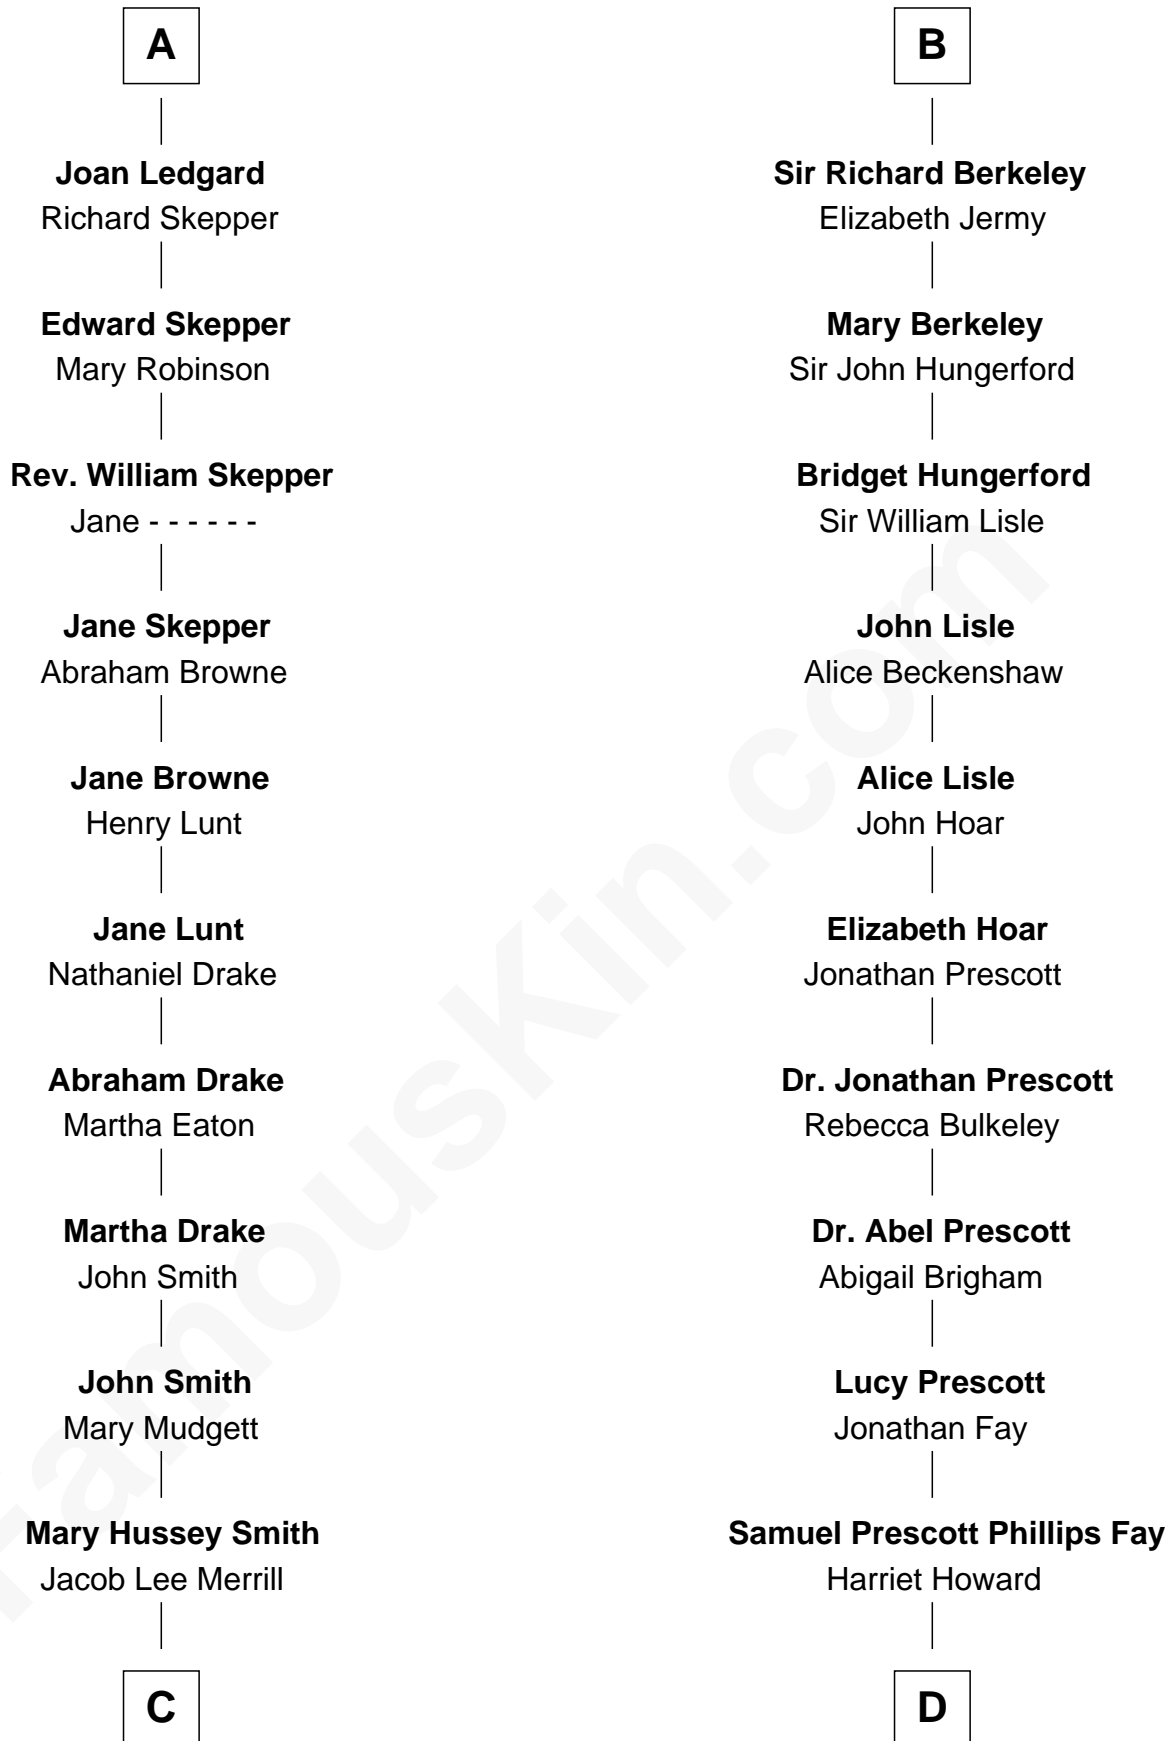 A
Joan Ledgard
Richard Skepper
Edward Skepper
Mary Robinson
Rev. William Skepper
Jane - - - - - -
Jane Skepper
Abraham Browne
Jane Browne
Henry Lunt
Jane Lunt
Nathaniel Drake
Abraham Drake
Martha Eaton
Martha Drake
John Smith
John Smith
Mary Mudgett
Mary Hussey Smith
Jacob Lee Merrill
C
B
Sir Richard Berkeley
Elizabeth Jermy
Mary Berkeley
Sir John Hungerford
Bridget Hungerford
Sir William Lisle
John Lisle
Alice Beckenshaw
Alice Lisle
John Hoar
Elizabeth Hoar
Jonathan Prescott
Dr. Jonathan Prescott
Rebecca Bulkeley
Dr. Abel Prescott
Abigail Brigham
Lucy Prescott
Jonathan Fay
Samuel Prescott Phillips Fay
Harriet Howard
D
FamousKin.com